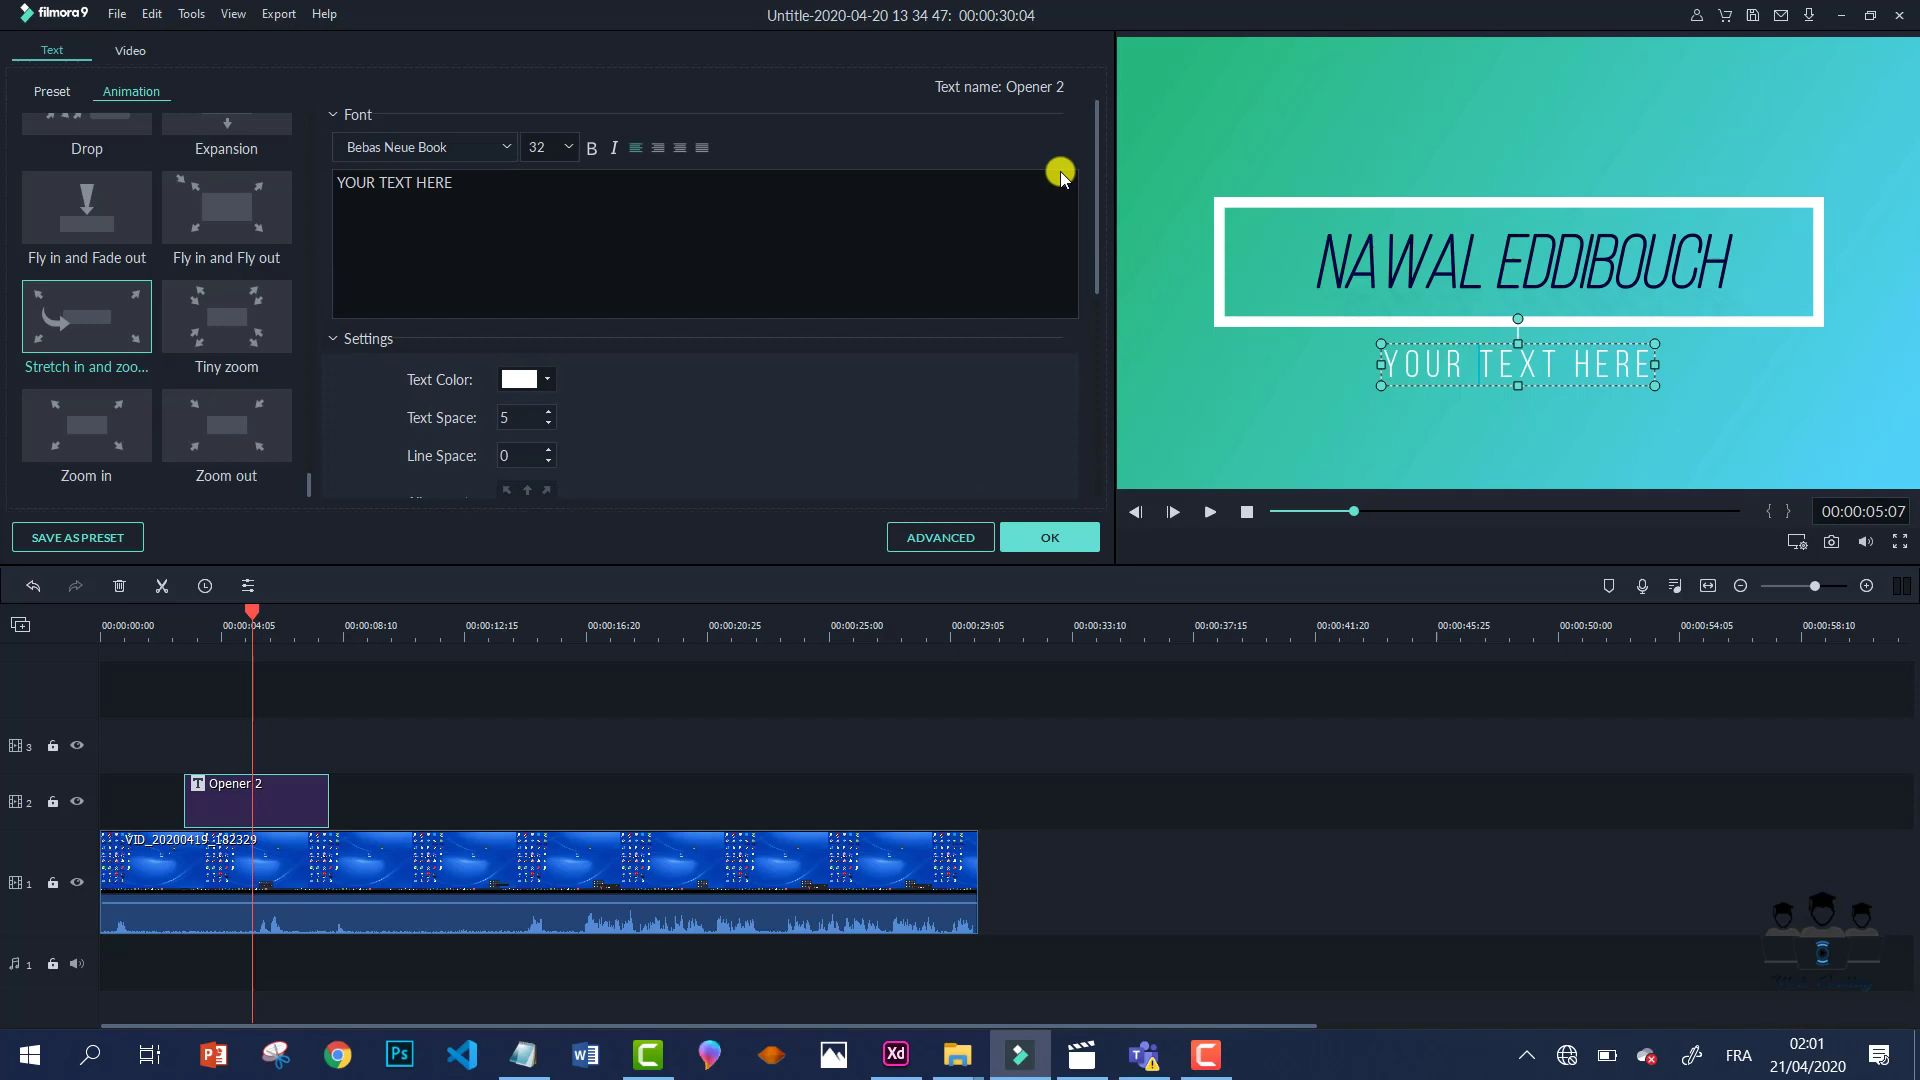 filmora9 File Edit Tools View Export Help
Untitle-2020-04-20 13 34 47: 00:00:30:04
Text Video
Preset Animation
Text name: Opener 2
Drop Expansion
Fly in and Fade out Fly in and Fly out
Stretch in and zoo... Tiny zoom
Zoom in Zoom out
Font
Bebas Neue Book 32 B I
YOUR TEXT HERE
Settings
Text Color:
Text Space: 5
Line Space: 0
SAVE AS PRESET ADVANCED OK
NAWAL EDDIBOUCH
YOUR TEXT HERE
00:00:05:07
00:00:00:00 00:00:04:05 00:00:08:10 00:00:12:15 00:00:16:20 00:00:20:25 00:00:25:00 00:00:29:05 00:00:33:10 00:00:37:15 00:00:41:20 00:00:45:25 00:00:50:00 00:00:54:05 00:00:58:10
3
2
T Opener 2
VID_20200419_182329
1
1
FRA
02:01
21/04/2020